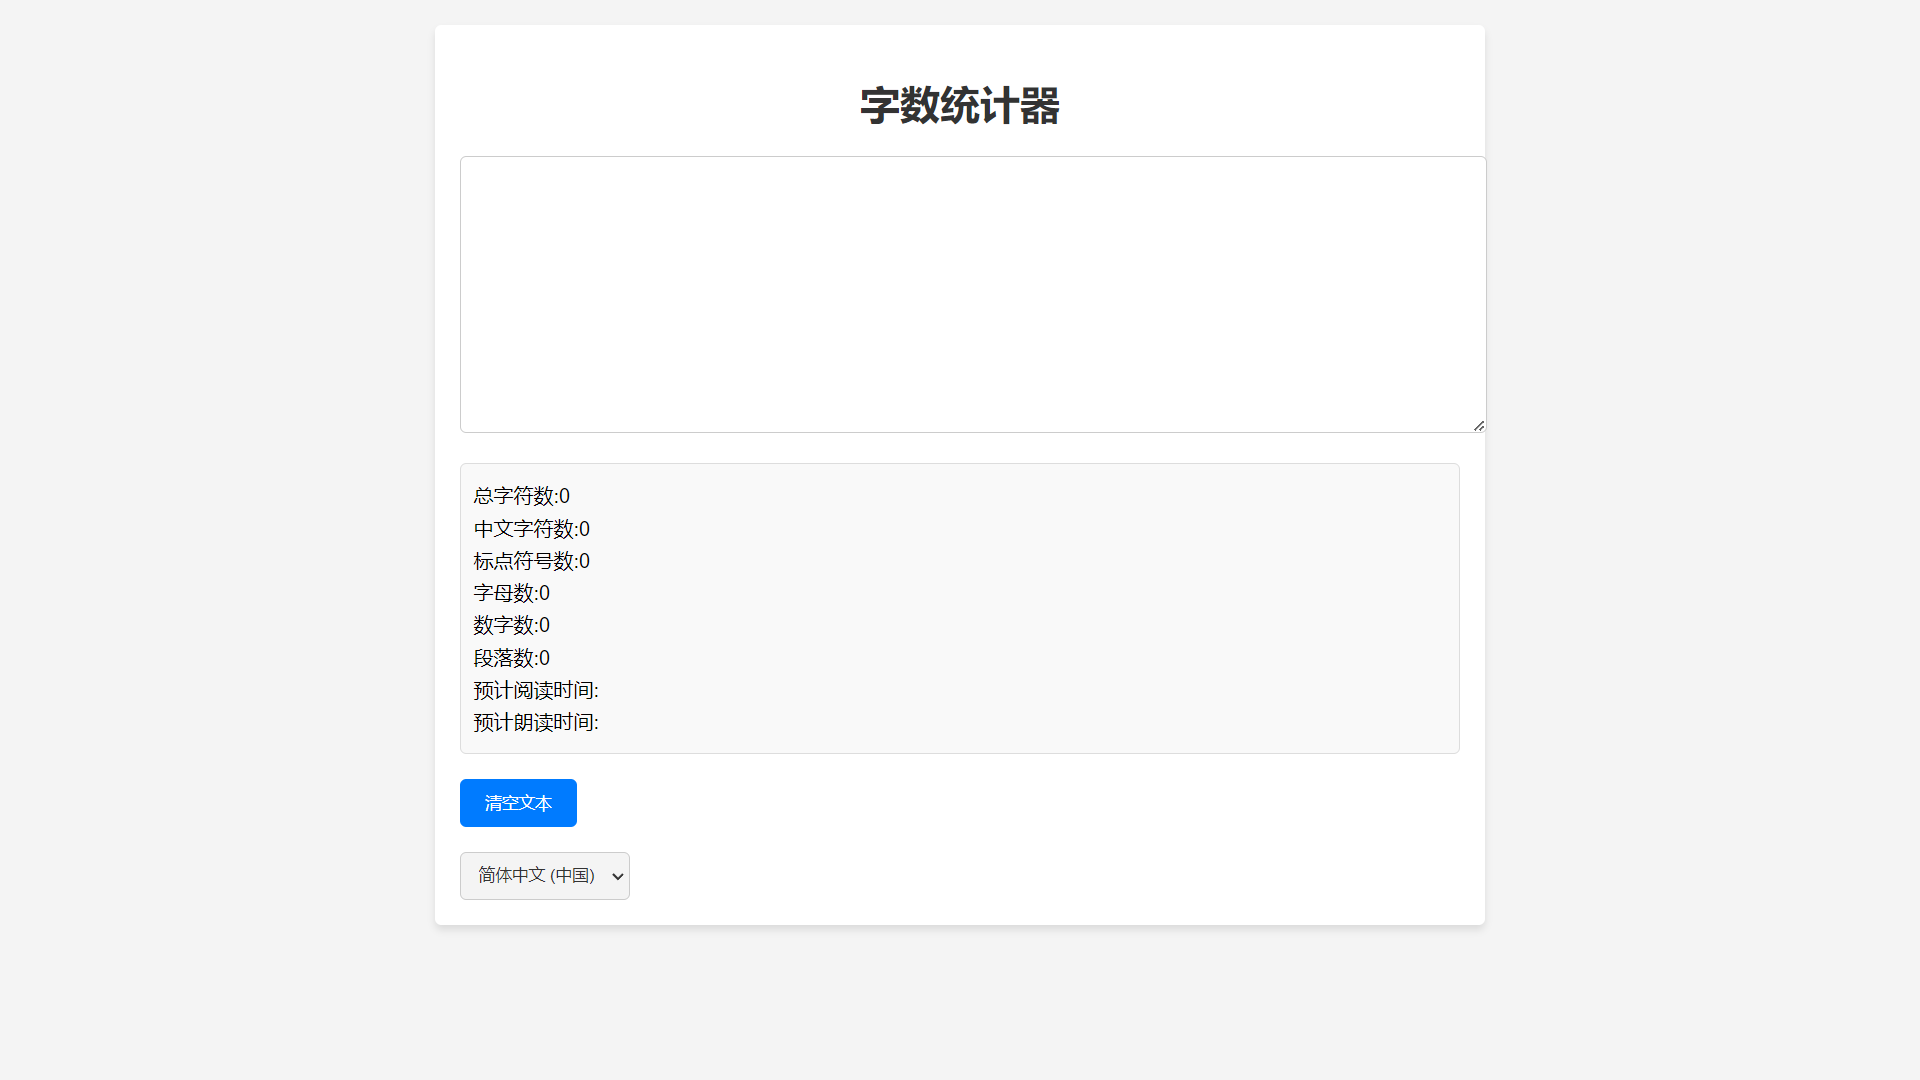 字数统计器
总字符数:0
中文字符数:0
标点符号数:0
字母数:0
数字数:0
段落数:0
预计阅读时间:
预计朗读时间:
清空文本
简体中文 (中国)